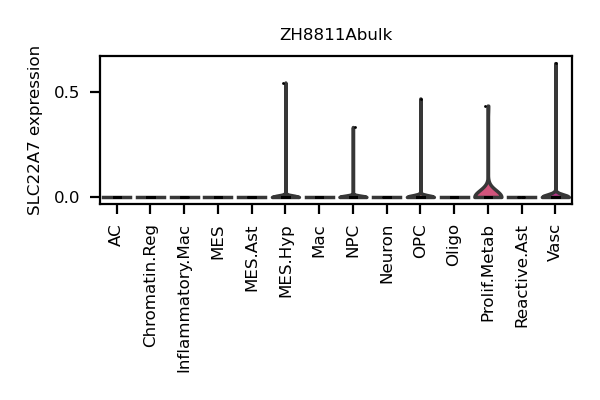 ZH8811Abulk
SLC22A7 expression
0.5
0.0
AC
Chromatin.Reg
Inflammatory.Mac
MES
MES.Ast
MES.Hyp
Mac
NPC
Neuron
OPC
Oligo
Prolif.Metab
Reactive.Ast
Vasc